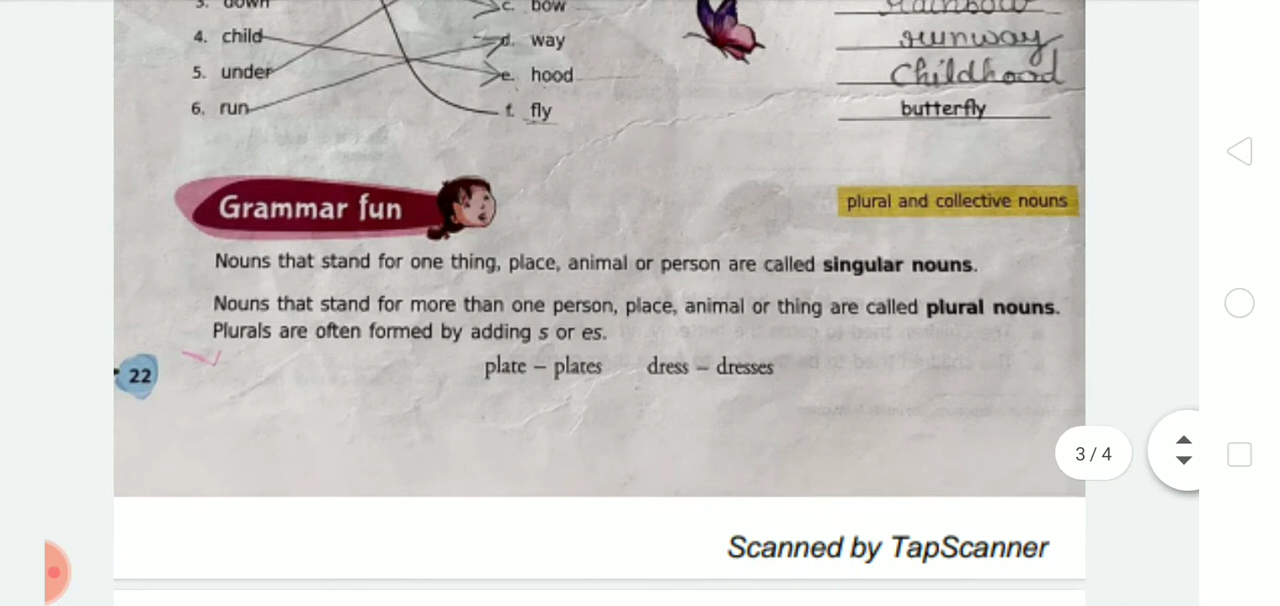 3. down
c. bow
rainbow
4. child
d. way
runway
5. under
e. hood
Childhood
6. run
f. fly
butterfly
Grammar fun
plural and collective nouns
Nouns that stand for one thing, place, animal or person are called singular nouns.
Nouns that stand for more than one person, place, animal or thing are called plural nouns.
Plurals are often formed by adding s or es.
22
plate – plates dress – dresses
3 / 4
Scanned by TapScanner